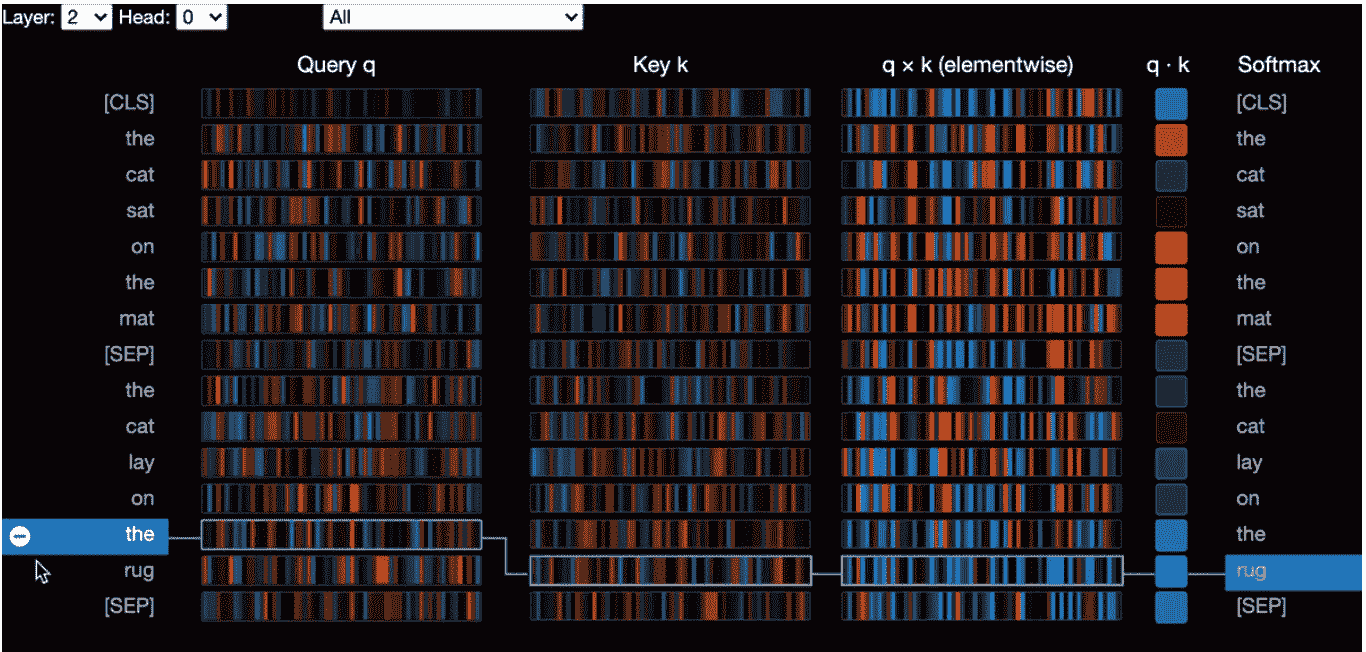 Layer: 2 Head: 0 All
Query q Key k q × k (elementwise) q · k Softmax
[CLS] [CLS]
the the
cat cat
sat sat
on on
the the
mat mat
[SEP] [SEP]
the the
cat cat
lay lay
on on
the the
rug rug
[SEP] [SEP]